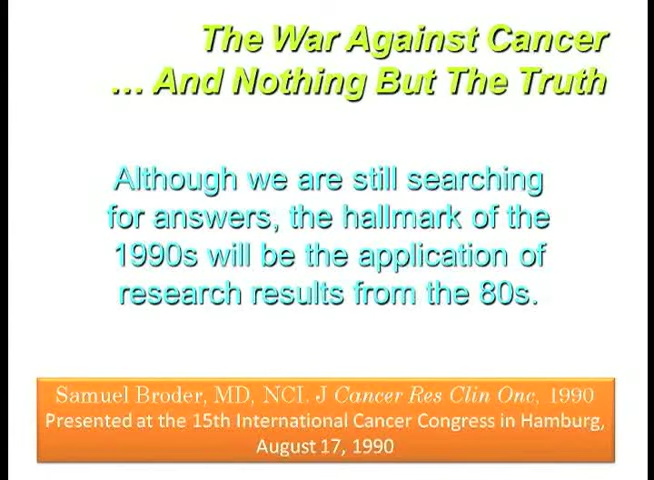 The War Against Cancer
... And Nothing But The Truth
Although we are still searching
for answers, the hallmark of the
1990s will be the application of
research results from the 80s.
Samuel Broder, MD, NCI. J Cancer Res Clin Onc, 1990
Presented at the 15th International Cancer Congress in Hamburg,
August 17, 1990